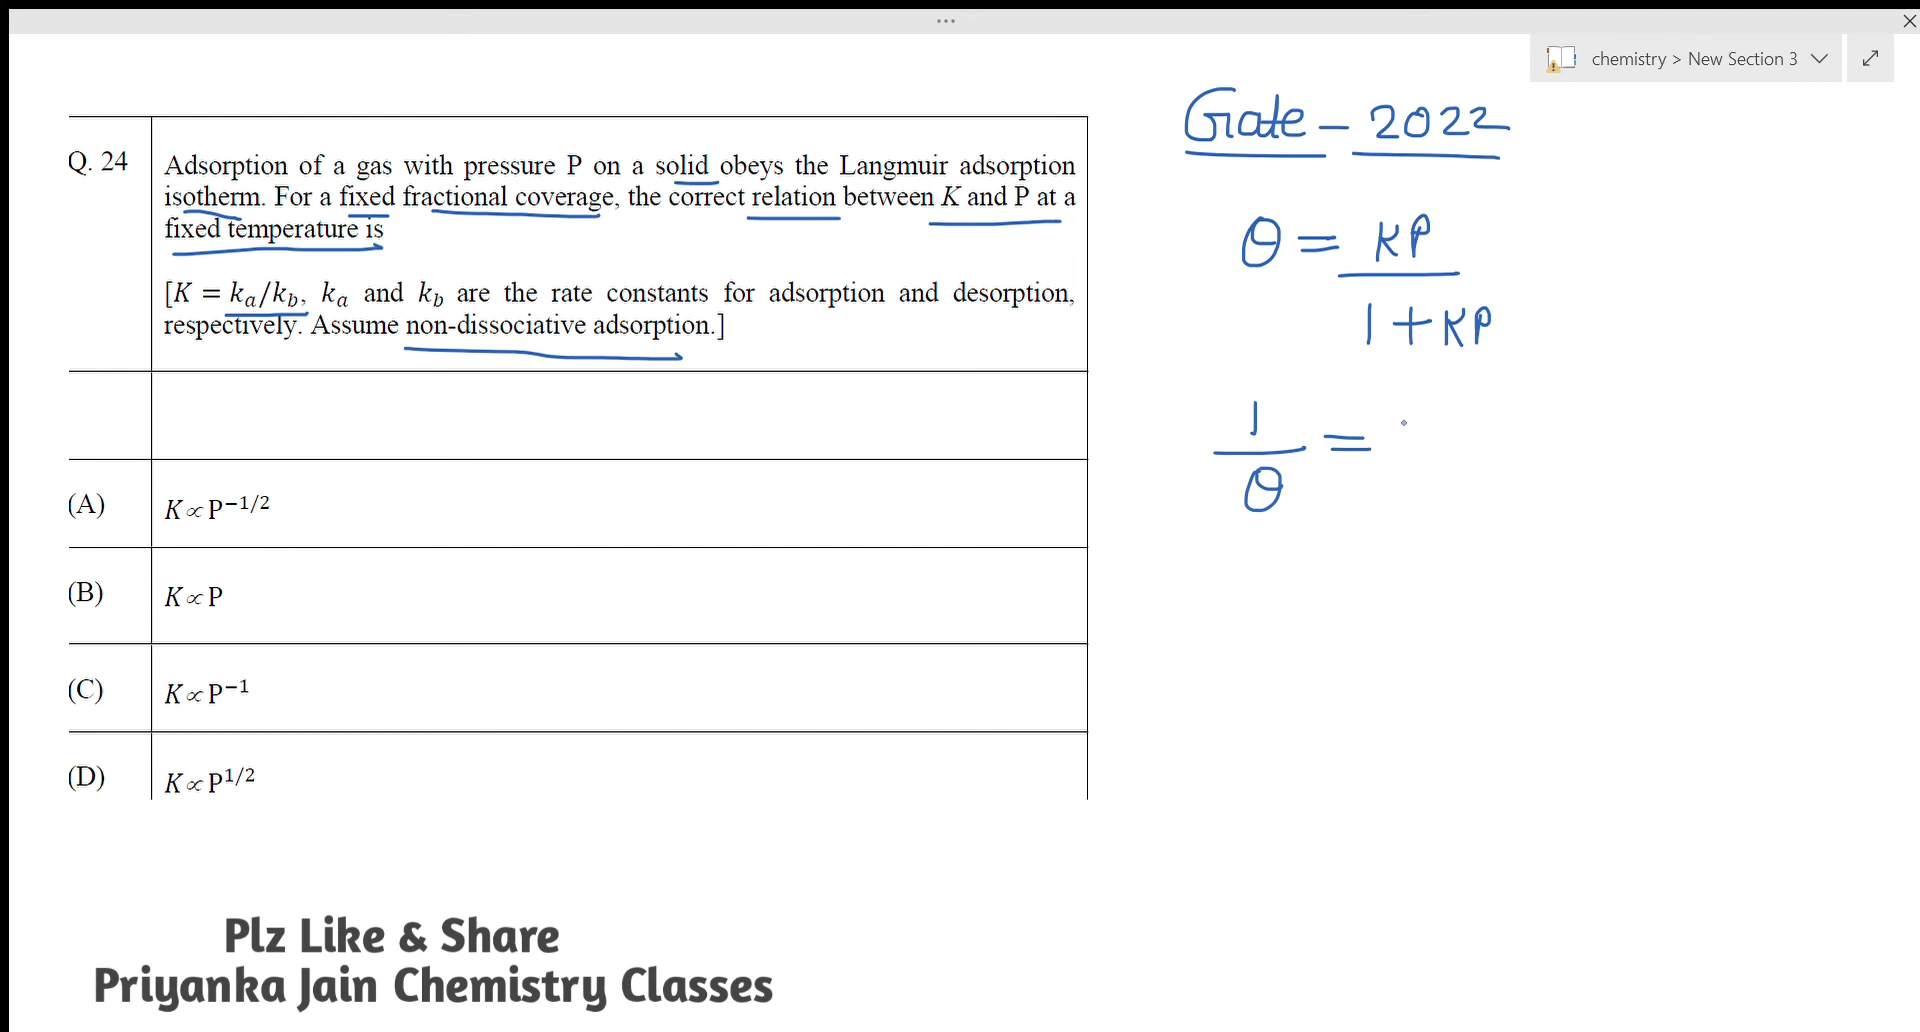 ...
chemistry > New Section 3
Gate - 2022
Q. 24
Adsorption of a gas with pressure P on a solid obeys the Langmuir adsorption
isotherm. For a fixed fractional coverage, the correct relation between K and P at a
fixed temperature is
[K = kₐ/k_b, kₐ and k_b are the rate constants for adsorption and desorption,
respectively. Assume non-dissociative adsorption.]
(A) K ∝ P⁻¹/²
(B) K ∝ P
(C) K ∝ P⁻¹
(D) K ∝ P¹/²
θ = KP
1 + KP
1
θ =
Plz Like & Share
Priyanka Jain Chemistry Classes